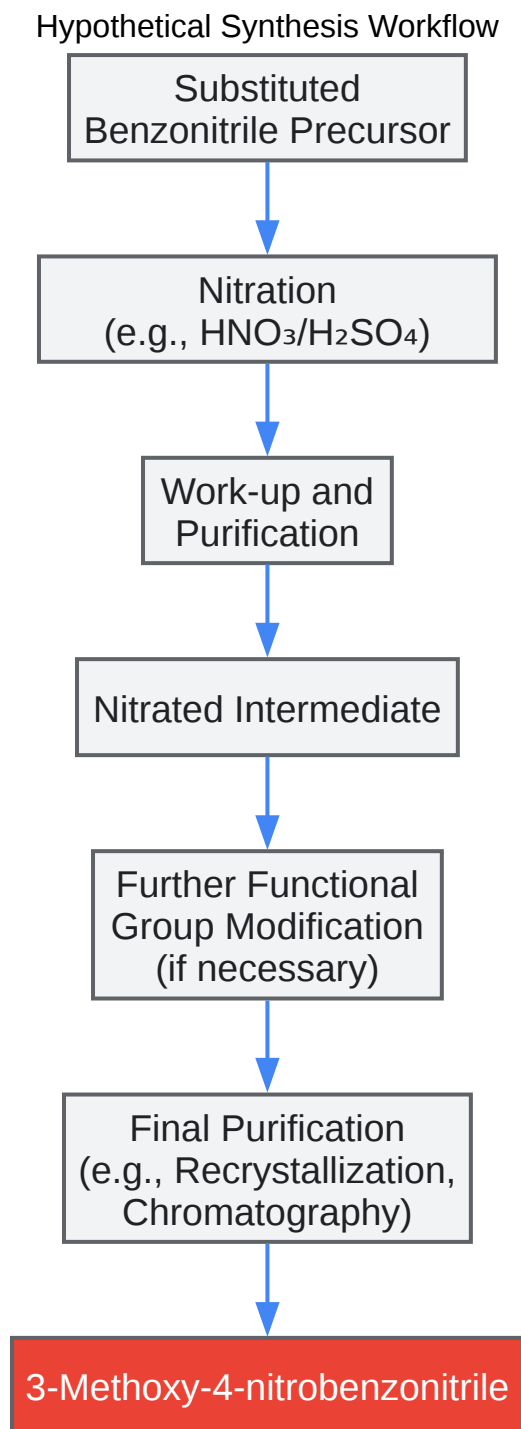 Hypothetical Synthesis Workflow
Substituted
Benzonitrile Precursor
Nitration
(e.g., HNO₃/H₂SO₄)
Work-up and
Purification
Nitrated Intermediate
Further Functional
Group Modification
(if necessary)
Final Purification
(e.g., Recrystallization,
Chromatography)
3-Methoxy-4-nitrobenzonitrile